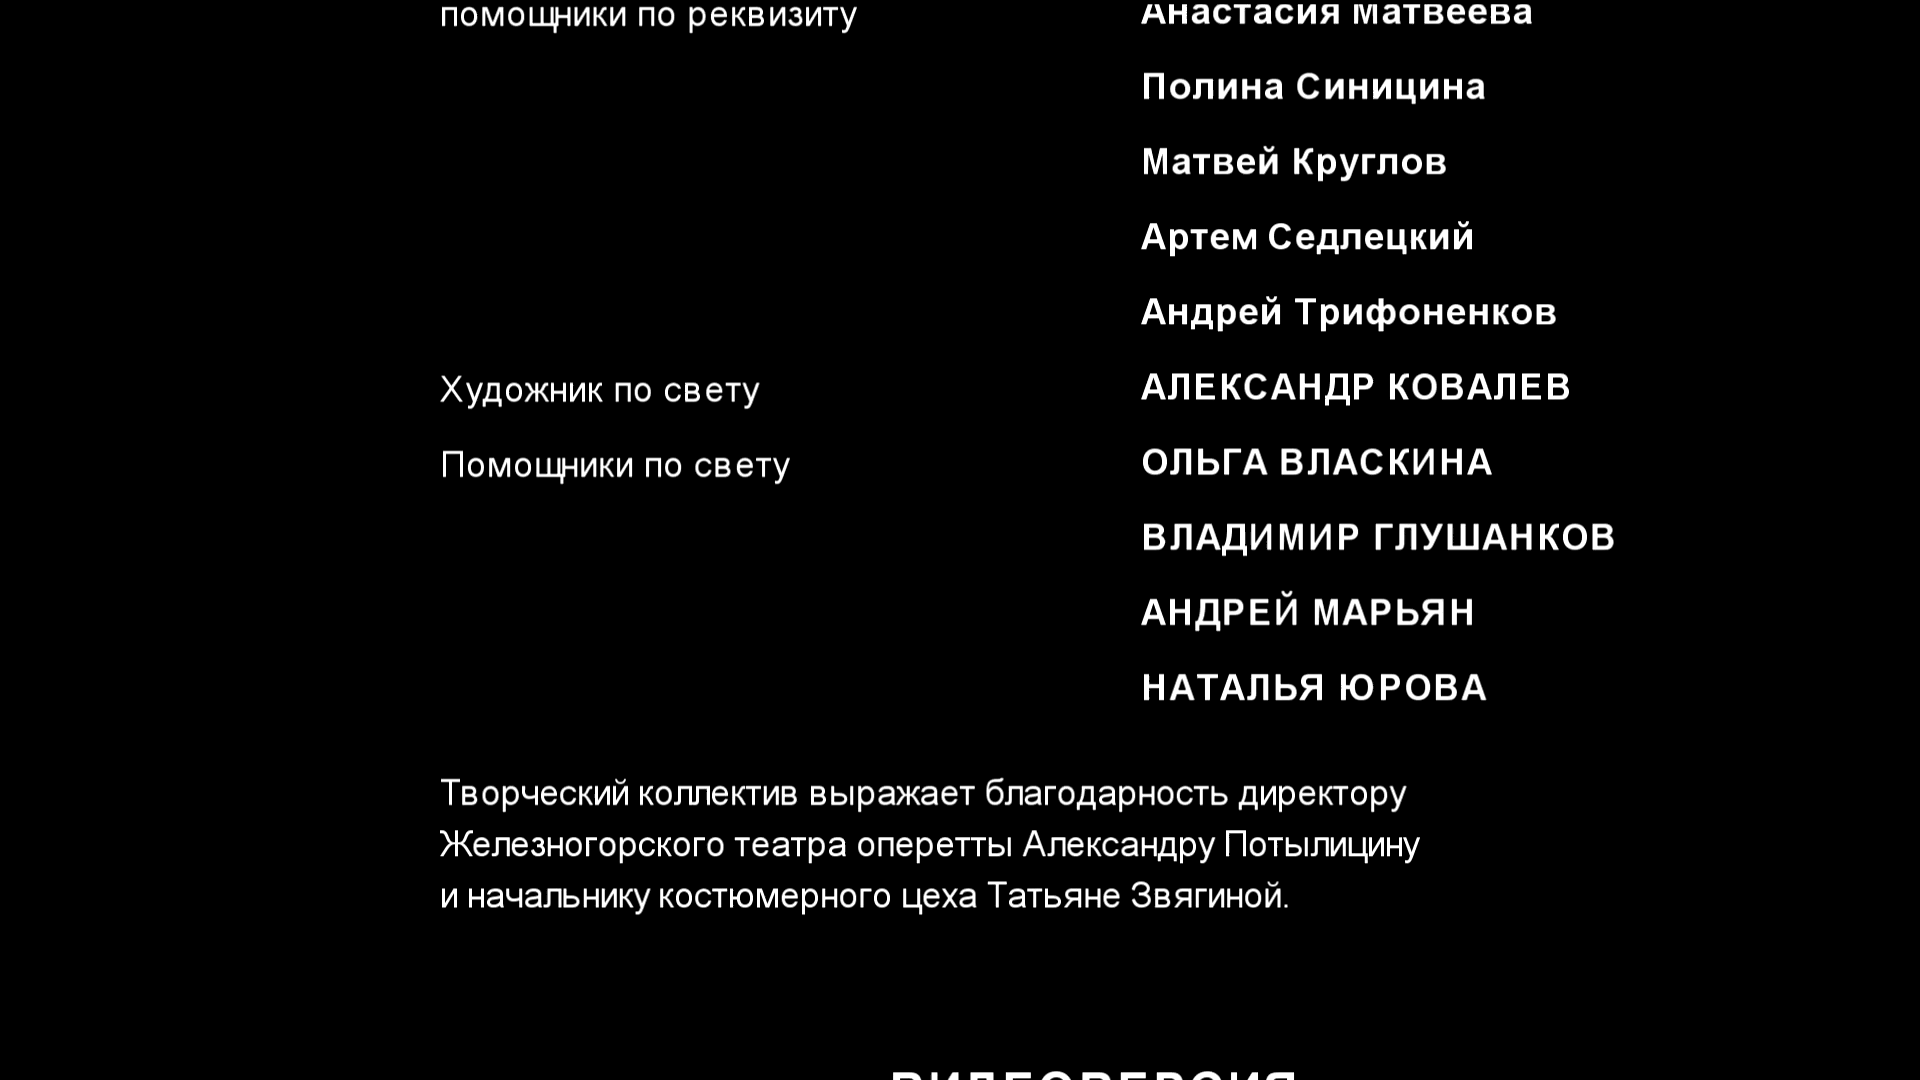 помощники по реквизиту Анастасия Матвеева
Полина Синицина
Матвей Круглов
Артем Седлецкий
Андрей Трифоненков
Художник по свету АЛЕКСАНДР КОВАЛЕВ
Помощники по свету ОЛЬГА ВЛАСКИНА
ВЛАДИМИР ГЛУШАНКОВ
АНДРЕЙ МАРЬЯН
НАТАЛЬЯ ЮРОВА
Творческий коллектив выражает благодарность директору
Железногорского театра оперетты Александру Потылицину
и начальнику костюмерного цеха Татьяне Звягиной.
ВИДЕОВЕРСИЯ